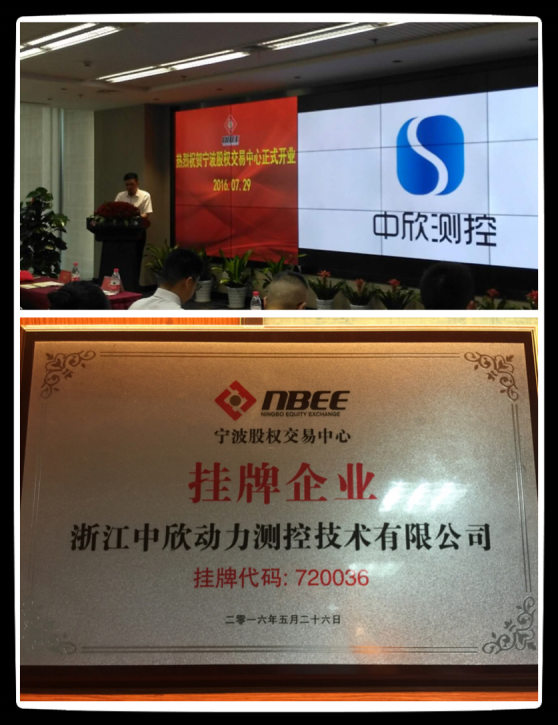 NBEE
热烈祝贺宁波股权交易中心正式开业
2016.07.29
中欣测控
NBEE
NINGBO EQUITY EXCHANGE
宁波股权交易中心
挂牌企业
浙江中欣动力测控技术有限公司
挂牌代码: 720036
二零一六年五月二十六日